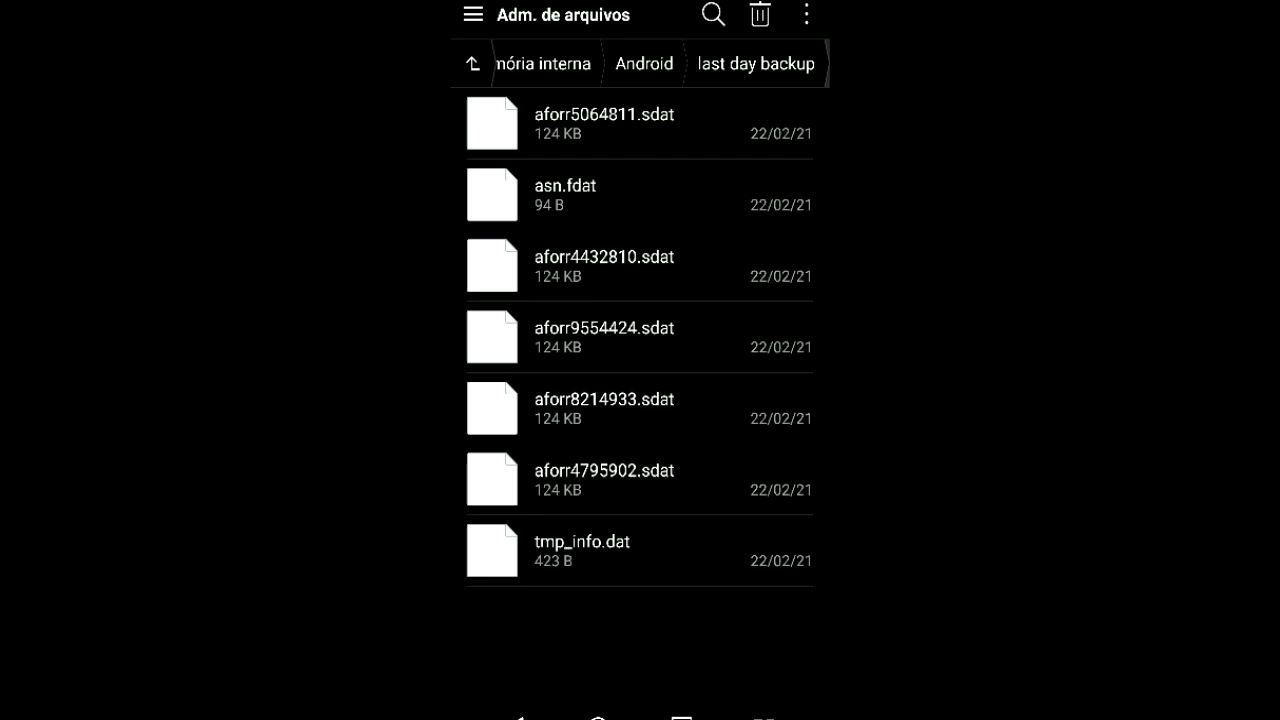 Adm. de arquivos
mória interna Android last day backup
aforr5064811.sdat
124 KB 22/02/21
asn.fdat
94 B 22/02/21
aforr4432810.sdat
124 KB 22/02/21
aforr9554424.sdat
124 KB 22/02/21
aforr8214933.sdat
124 KB 22/02/21
aforr4795902.sdat
124 KB 22/02/21
tmp_info.dat
423 B 22/02/21